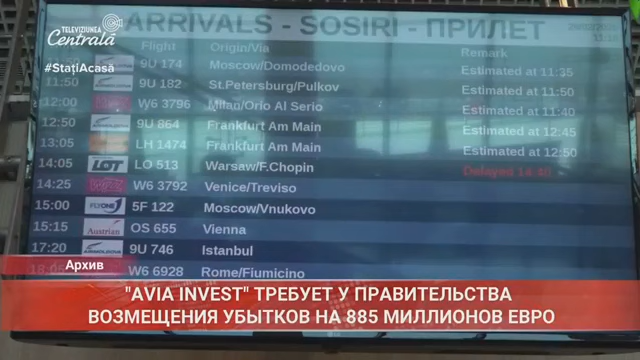 TELEVIZIUNEA
Centrală
#StațiAcasă
ARRIVALS - SOSIRI - ПРИЛЕТ
Flight Origin/Via Remark
9U 174 Moscow/Domodedovo Estimated at 11:35
11:50 9U 182 St.Petersburg/Pulkov Estimated at 11:50
12:00 W6 3796 Milan/Orio Al Serio Estimated at 11:40
12:50 9U 864 Frankfurt Am Main Estimated at 12:45
13:05 LH 1474 Frankfurt Am Main Estimated at 12:50
14:05 LOT LO 513 Warsaw/F.Chopin Delayed 14:40
14:25 W6 3792 Venice/Treviso
15:00 FLYONE 5F 122 Moscow/Vnukovo
15:15 Austrian OS 655 Vienna
17:20 9U 746 Istanbul
W6 6928 Rome/Fiumicino
Архив
"AVIA INVEST" ТРЕБУЕТ У ПРАВИТЕЛЬСТВА
ВОЗМЕЩЕНИЯ УБЫТКОВ НА 885 МИЛЛИОНОВ ЕВРО